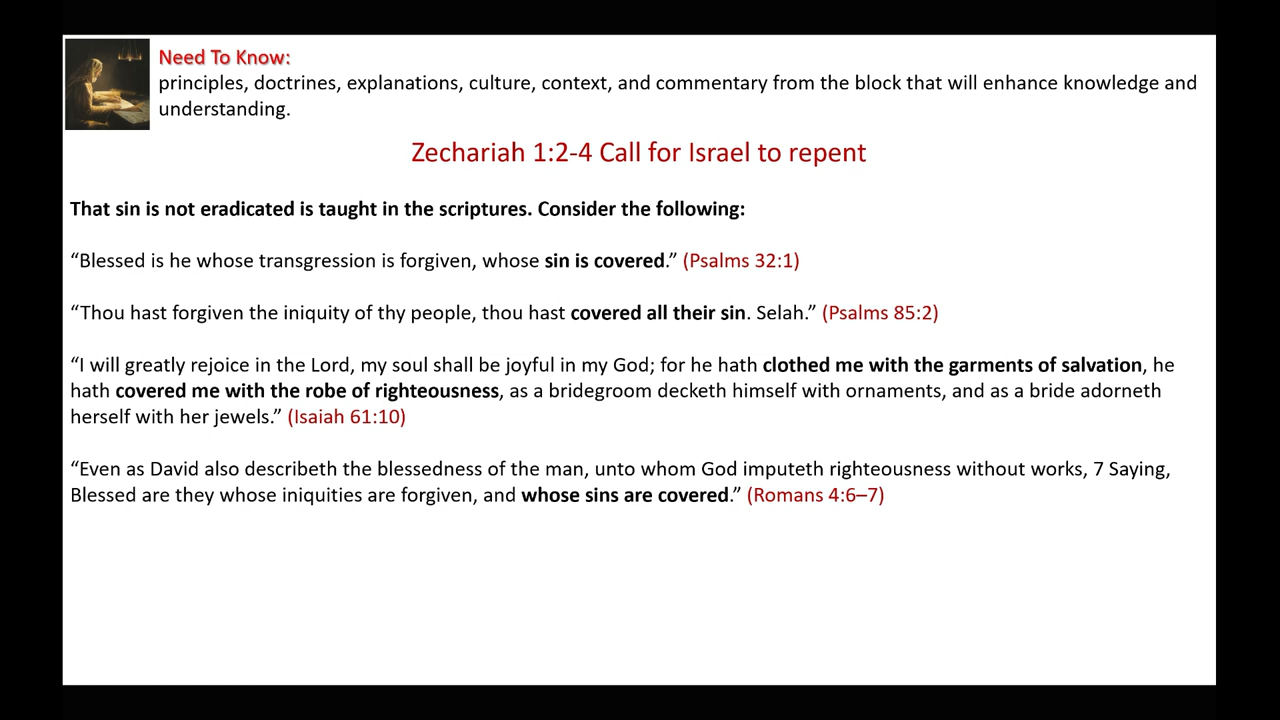 Need To Know:
principles, doctrines, explanations, culture, context, and commentary from the block that will enhance knowledge and
understanding.
Zechariah 1:2-4 Call for Israel to repent
That sin is not eradicated is taught in the scriptures. Consider the following:
“Blessed is he whose transgression is forgiven, whose sin is covered.” (Psalms 32:1)
“Thou hast forgiven the iniquity of thy people, thou hast covered all their sin. Selah.” (Psalms 85:2)
“I will greatly rejoice in the Lord, my soul shall be joyful in my God; for he hath clothed me with the garments of salvation, he
hath covered me with the robe of righteousness, as a bridegroom decketh himself with ornaments, and as a bride adorneth
herself with her jewels.” (Isaiah 61:10)
“Even as David also describeth the blessedness of the man, unto whom God imputeth righteousness without works, 7 Saying,
Blessed are they whose iniquities are forgiven, and whose sins are covered.” (Romans 4:6–7)